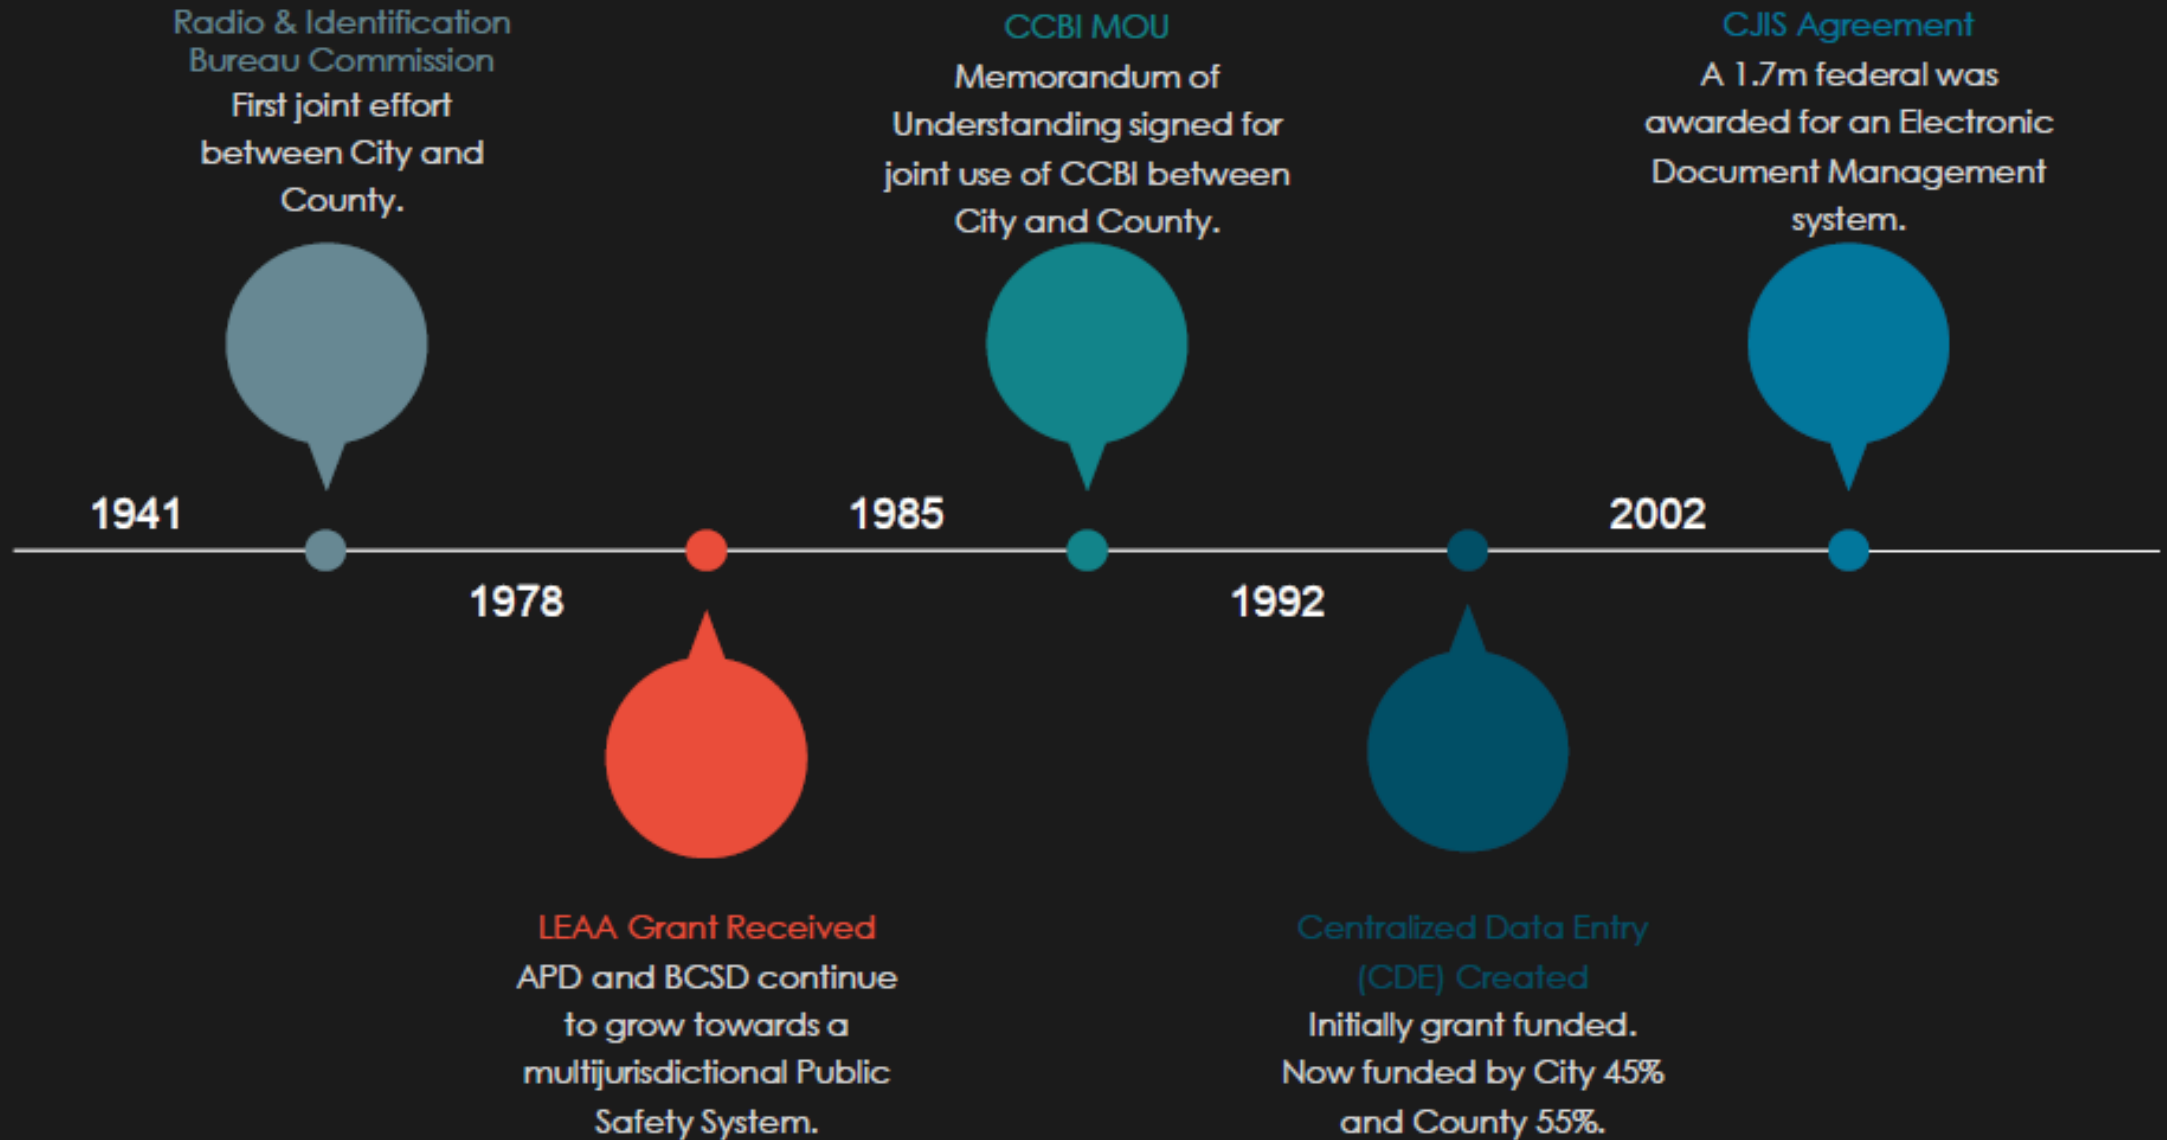 Radio & Identification
Bureau Commission
First joint effort
between City and
County.
CCBI MOU
Memorandum of
Understanding signed for
joint use of CCBI between
City and County.
CJIS Agreement
A 1.7m federal was
awarded for an Electronic
Document Management
system.
1941
1985
2002
1978
1992
LEAA Grant Received
APD and BCSD continue
to grow towards a
multijurisdictional Public
Safety System.
Centralized Data Entry
(CDE) Created
Initially grant funded.
Now funded by City 45%
and County 55%.